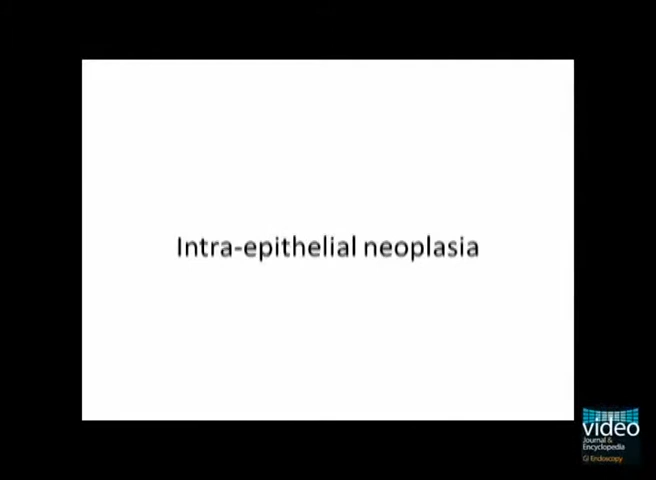 Intra-epithelial neoplasia
video
Journal &
Encyclopedia
GI Endoscopy